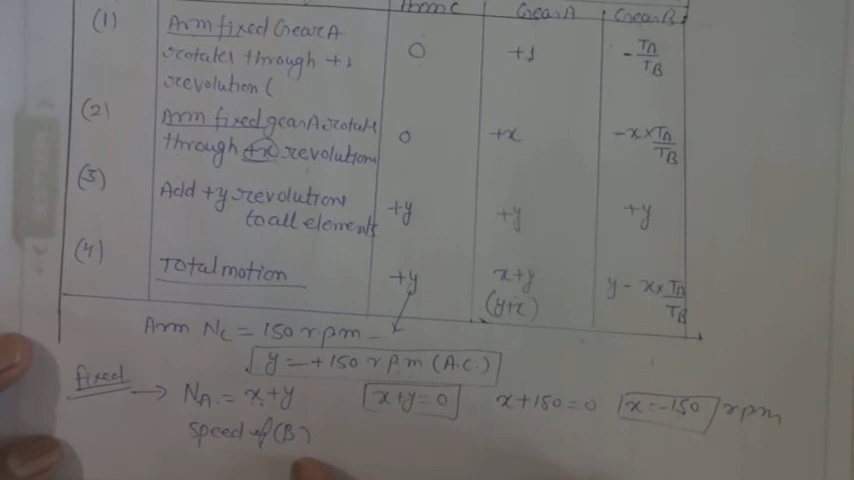 Arm C Gear A Gear B
(1) Arm fixed Gear A rotates through +1 revolution ( 0 +1 - TA/TB
(2) Arm fixed gear A rotates through +x revolutions 0 +x -x × TA/TB
(3) Add +y revolutions to all elements +y +y +y
(4) Total motion +y x+y (y+x) y - x × TA/TB
Arm NC = 150 rpm
y = +150 rpm (A.C.)
fixed → NA = x+y x+y=0 x+150=0 x=-150 rpm
Speed of (B)